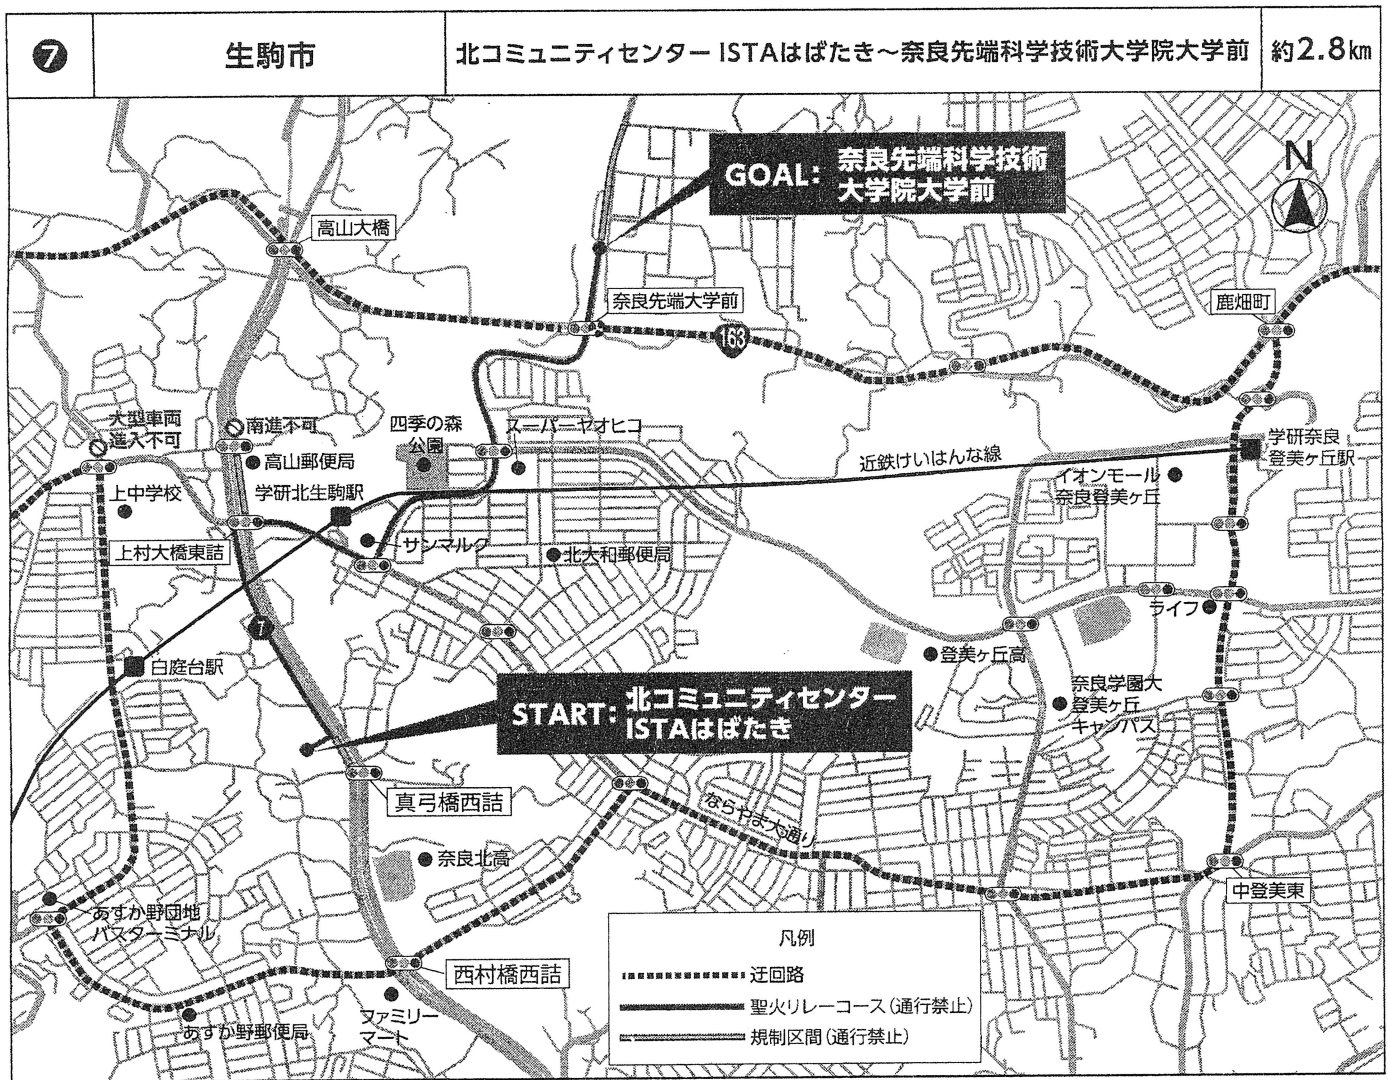 7
生駒市
北コミュニティセンター ISTAはばたき～奈良先端科学技術大学院大学前
約2.8km
GOAL: 奈良先端科学技術
大学院大学前
N
高山大橋
奈良先端大学前
鹿畑町
163
大型車両
進入不可
南進不可
四季の森
公園
スーパーヤオヒコ
高山郵便局
近鉄けいはんな線
学研奈良
登美ヶ丘駅
上中学校
学研北生駒駅
イオンモール
奈良登美ヶ丘
上村大橋東詰
サンマルク
北大和郵便局
ライフ
7
白庭台駅
登美ヶ丘高
START: 北コミュニティセンター
ISTAはばたき
奈良学園大
登美ヶ丘
キャンパス
真弓橋西詰
ならやま大通り
奈良北高
中登美東
あすか野団地
バスターミナル
西村橋西詰
ファミリー
マート
あすか野郵便局
凡例
迂回路
聖火リレーコース(通行禁止)
規制区間(通行禁止)